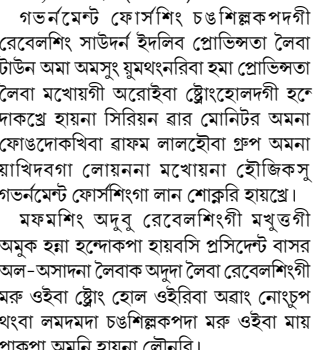 গভর্নমেন্ট ফোর্সশিং চঙশিল্লকপদগী
রেবেলশিংগ সাউদর্ন ইদলিব প্রোভিন্সতা লৈবা
টাউন অমা অমসুং য়ুমথংনরিবা হমা প্রোভিন্সতা
লৈবা মখোয়গী অরোইবা ষ্ট্রোংহোলদগী হন্দে
দাকখ্রে হায়না সিরিয়ন ৱার মোনিটর অমনা
ফোঙদোকখিবা ৱাফম লালহৌবা গ্রুপ অমনা
য়াখিদবগা লোয়ননা মখোয়না হৌজিকসু
গভর্নমেন্ট ফোর্সশিংগা লান শোক্নরি হায়খ্রে।
মফমশিং অদুবু রেবেলশিংগী মখুত্তগী
অমুক হন্না হন্দোকপা হায়বসি প্রসিদেন্ট বাসর
অল-অসাদনা লৈবাক অদুদা লৈবা রেবেলশিংগী
মরু ওইবা ষ্ট্রোং হোল ওইরিবা অৱাং নোংচুপ
থংবা লমদমদা চঙশিল্লকপদা মরু ওইবা মায়
পাকপা অমনি হায়না লৌনরি।